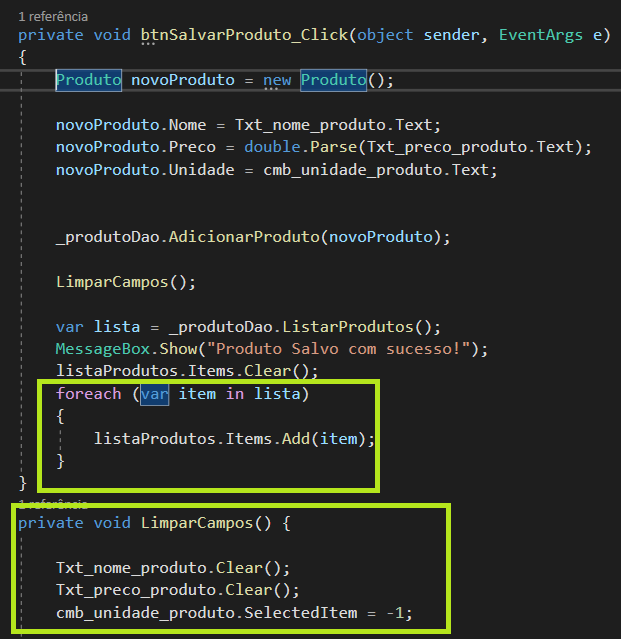 1 referência
private void btnSalvarProduto_Click(object sender, EventArgs e)
{
Produto novoProduto = new Produto();
novoProduto.Nome = Txt_nome_produto.Text;
novoProduto.Preco = double.Parse(Txt_preco_produto.Text);
novoProduto.Unidade = cmb_unidade_produto.Text;
_produtoDao.AdicionarProduto(novoProduto);
LimparCampos();
var lista = _produtoDao.ListarProdutos();
MessageBox.Show("Produto Salvo com sucesso!");
listaProdutos.Items.Clear();
foreach (var item in lista)
{
listaProdutos.Items.Add(item);
}
}
1 referência
private void LimparCampos() {
Txt_nome_produto.Clear();
Txt_preco_produto.Clear();
cmb_unidade_produto.SelectedItem = -1;